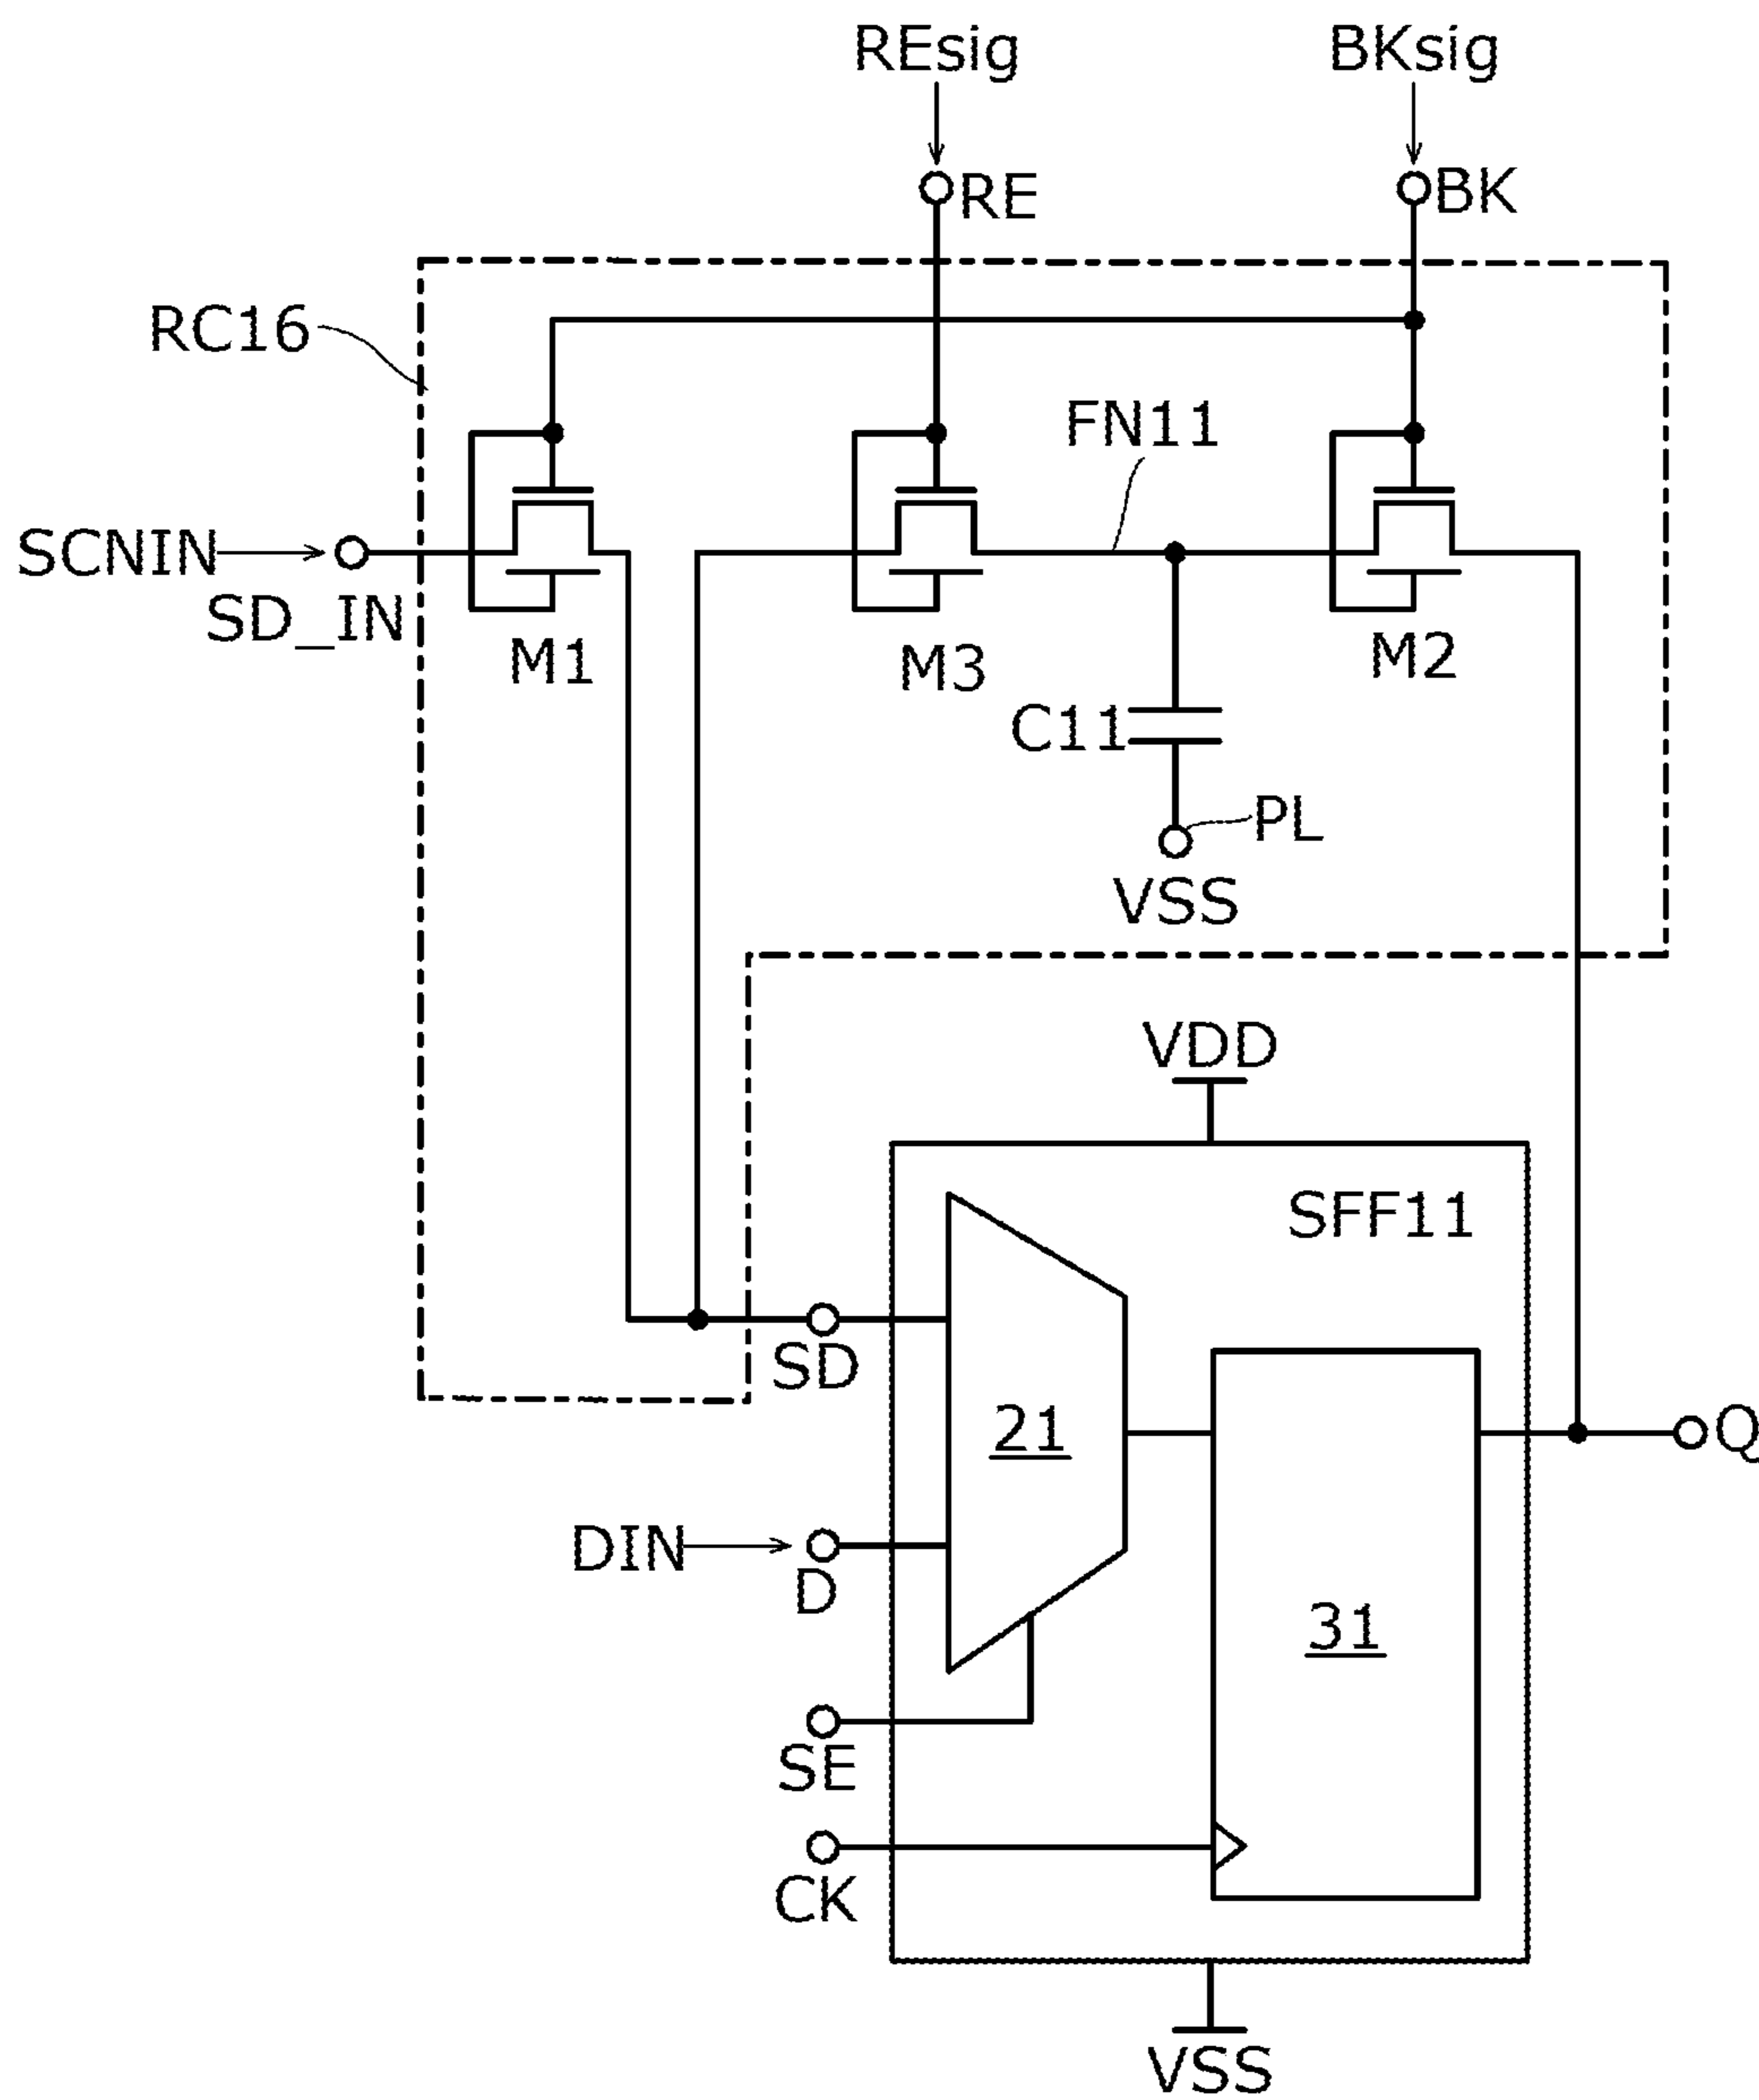 REsig
BKsig
RE
BK
RC16
FN11
SCNIN
SD_IN
M1
M3
M2
C11
PL
VSS
VDD
SFF11
SD
21
Q
DIN
D
31
SE
CK
VSS